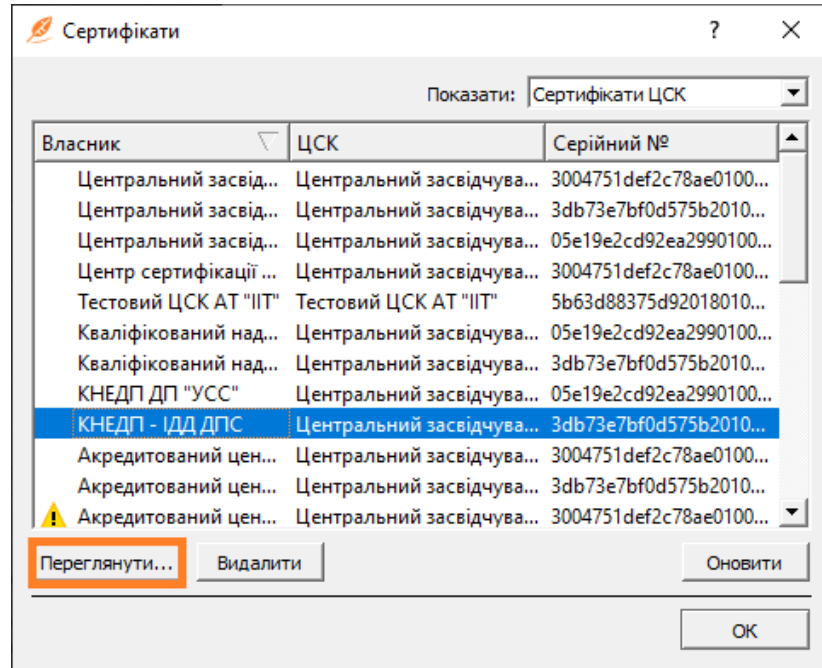 Сертифікати ?
Показати: Сертифікати ЦСК
Власник ЦСК Серійний №
Центральний засвід... Центральний засвідчува... 3004751def2c78ae0100...
Центральний засвід... Центральний засвідчува... 3db73e7bf0d575b2010...
Центральний засвід... Центральний засвідчува... 05e19e2cd92ea2990100...
Центр сертифікації ... Центральний засвідчува... 3004751def2c78ae0100...
Тестовий ЦСК АТ "ІІТ" Тестовий ЦСК АТ "ІІТ" 5b63d88375d92018010...
Кваліфікований над... Центральний засвідчува... 05e19e2cd92ea2990100...
Кваліфікований над... Центральний засвідчува... 3db73e7bf0d575b2010...
КНЕДП ДП "УСС" Центральний засвідчува... 05e19e2cd92ea2990100...
КНЕДП - ІДД ДПС Центральний засвідчува... 3db73e7bf0d575b2010...
Акредитований цен... Центральний засвідчува... 3004751def2c78ae0100...
Акредитований цен... Центральний засвідчува... 3db73e7bf0d575b2010...
Акредитований цен... Центральний засвідчува... 3004751def2c78ae0100...
Переглянути... Видалити Оновити
ОК